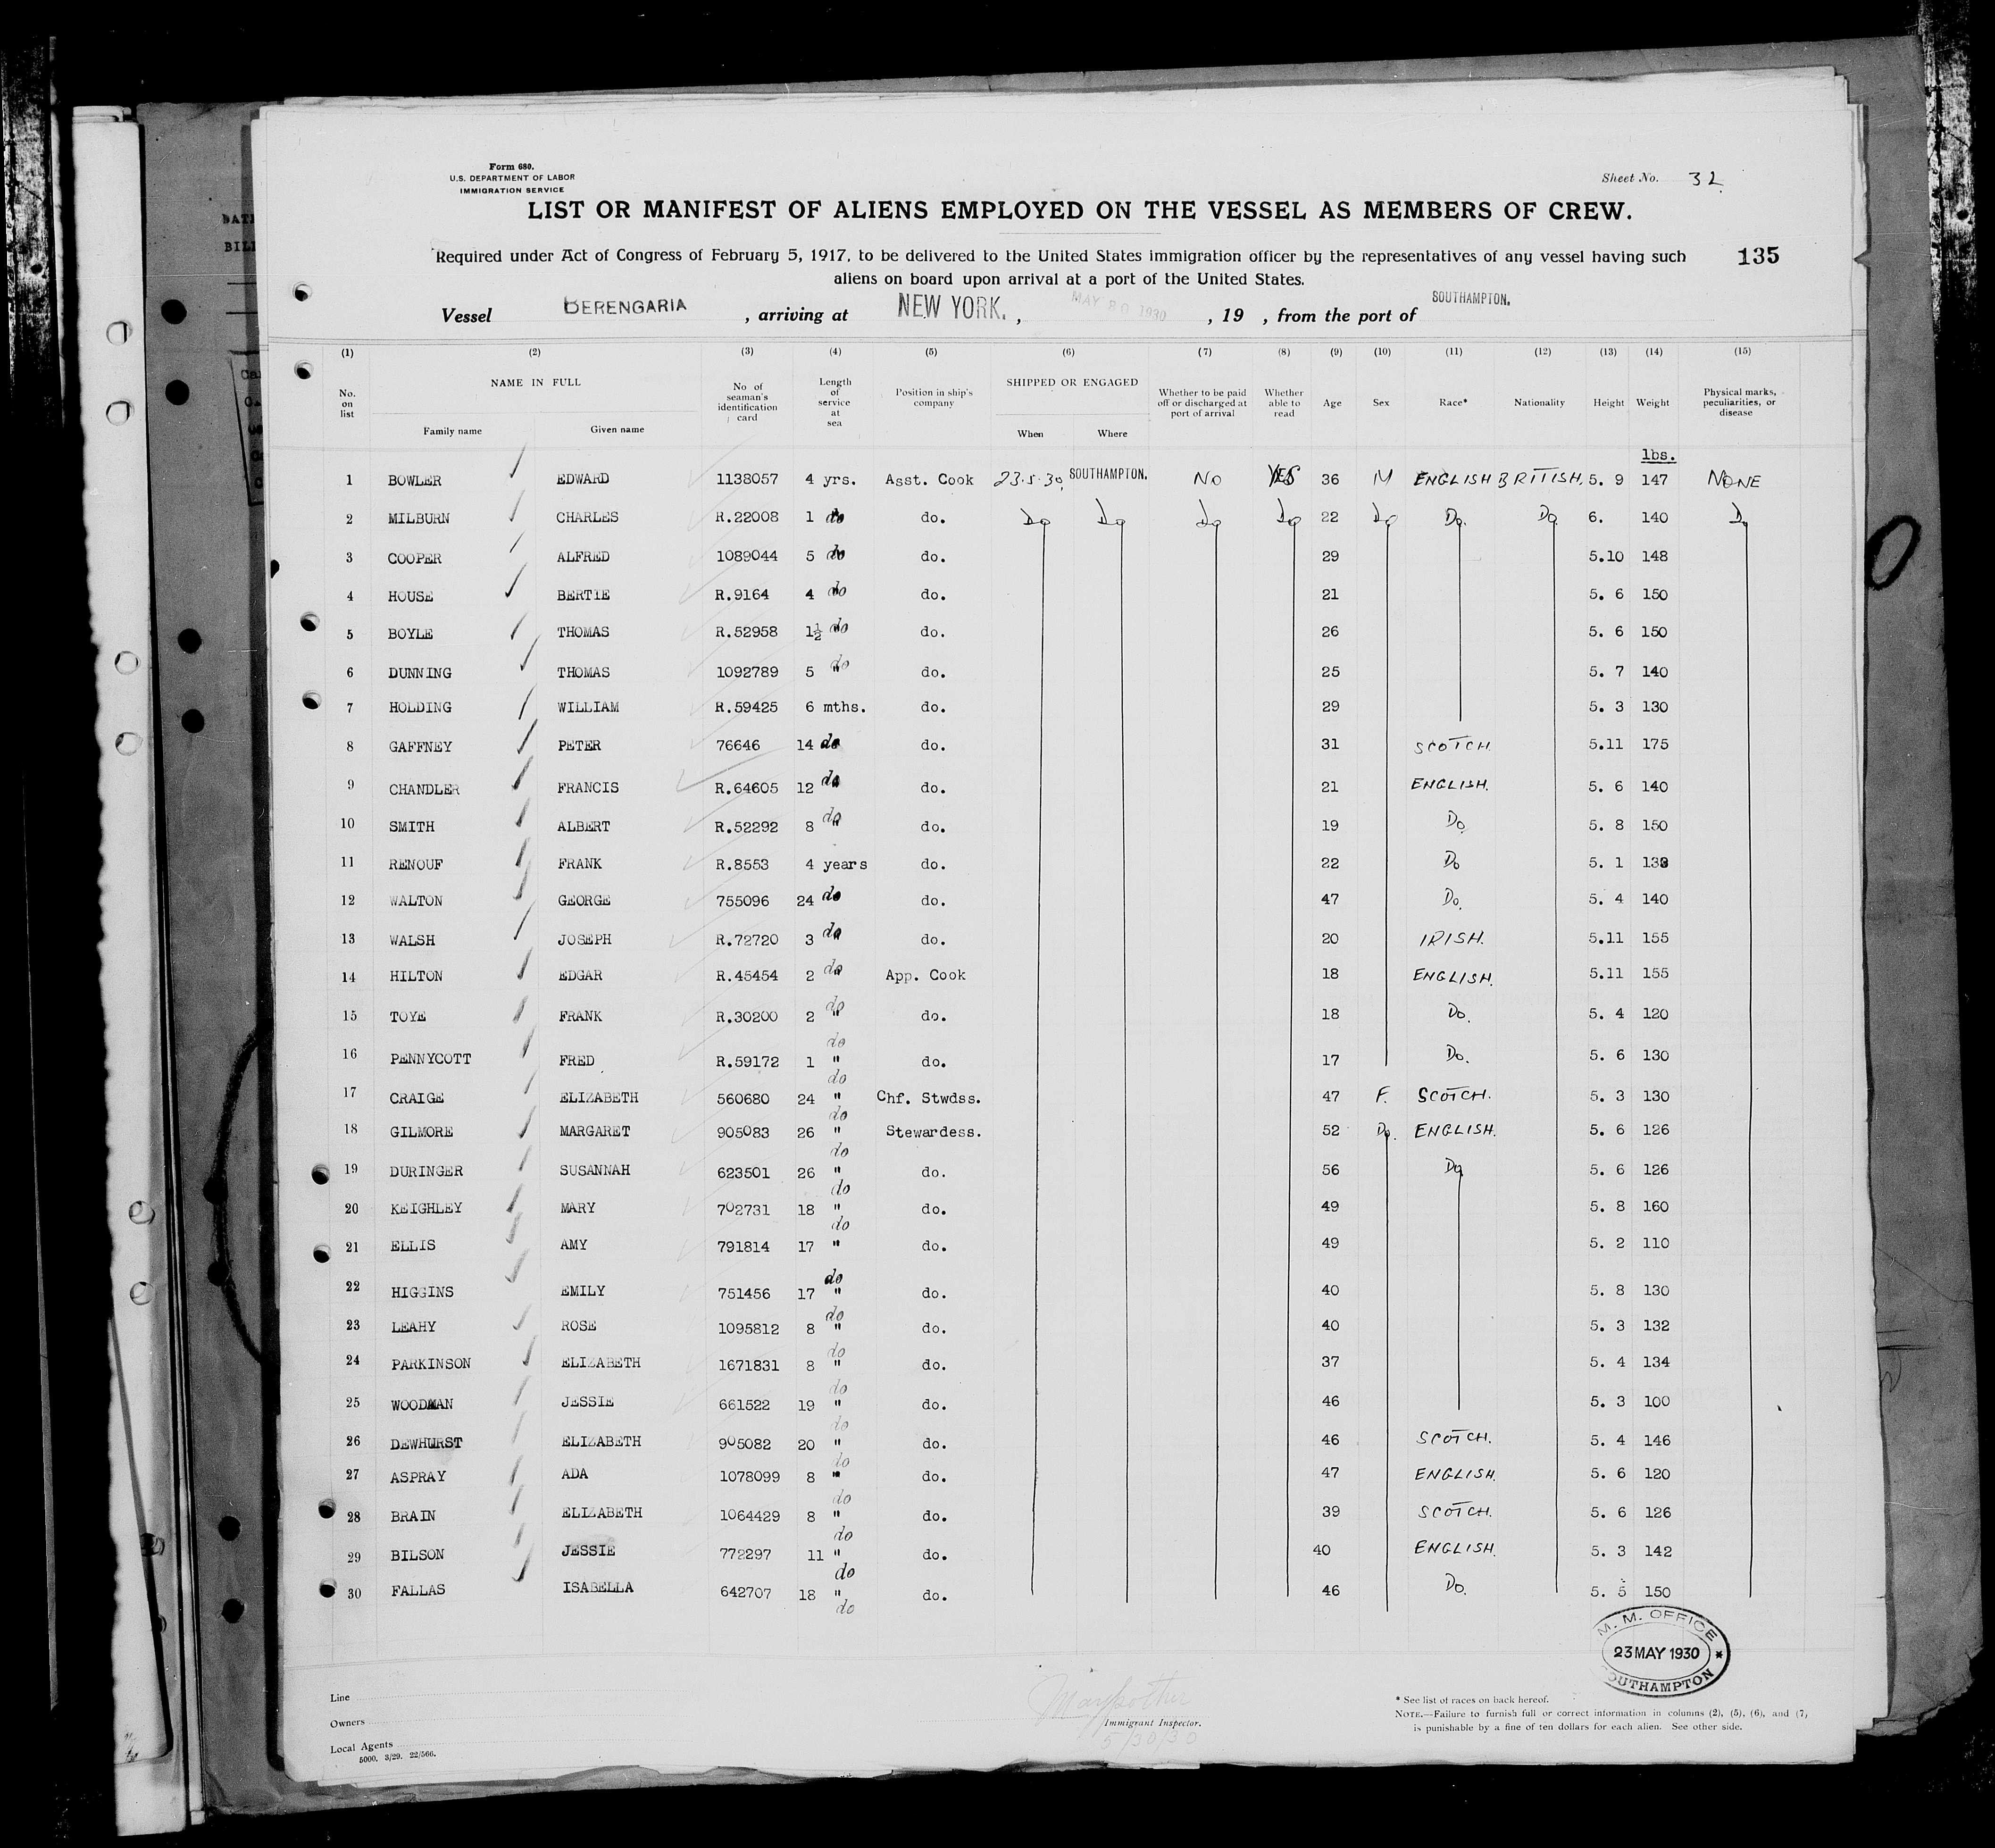 Form 680.
U.S. DEPARTMENT OF LABOR
IMMIGRATION SERVICE
Sheet No. 32
LIST OR MANIFEST OF ALIENS EMPLOYED ON THE VESSEL AS MEMBERS OF CREW.
Required under Act of Congress of February 5, 1917, to be delivered to the United States immigration officer by the representatives of any vessel having such
135
aliens on board upon arrival at a port of the United States.
Vessel BERENGARIA, arriving at NEW YORK., MAY 30 1930, 19 , from the port of SOUTHAMPTON.
(1) (2) (3) (4) (5) (6) (7) (8) (9) (10) (11) (12) (13) (14) (15)
No. on list NAME IN FULL Family name Given name No of seaman's identification card Length of service at sea Position in ship's company SHIPPED OR ENGAGED When Where Whether to be paid off or discharged at port of arrival Whether able to read Age Sex Race* Nationality Height Weight Physical marks, peculiarities, or disease
lbs.
1 BOWLER EDWARD 1138057 4 yrs. Asst. Cook 23.5.30, SOUTHAMPTON. NO YES 36 M ENGLISH BRITISH. 5. 9 147 NONE
2 MILBURN CHARLES R.22008 1 do do. Do Do Do Do 22 Do Do. Do 6. 140 Do
3 COOPER ALFRED 1089044 5 do do. 29 5.10 148
4 HOUSE BERTIE R.9164 4 do do. 21 5. 6 150
5 BOYLE THOMAS R.52958 1½ do do. 26 5. 6 150
6 DUNNING THOMAS 1092789 5 " do do. 25 5. 7 140
7 HOLDING WILLIAM R.59425 6 mths. do. 29 5. 3 130
8 GAFFNEY PETER 76646 14 do do. 31 SCOTCH. 5.11 175
9 CHANDLER FRANCIS R.64605 12 do do. 21 ENGLISH. 5. 6 140
10 SMITH ALBERT R.52292 8 " do do. 19 Do 5. 8 150
11 RENOUF FRANK R.8553 4 years do. 22 Do 5. 1 133
12 WALTON GEORGE 755096 24 do do. 47 Do. 5. 4 140
13 WALSH JOSEPH R.72720 3 do do. 20 IRISH. 5.11 155
14 HILTON EDGAR R.45454 2 do App. Cook 18 ENGLISH. 5.11 155
15 TOYE FRANK R.30200 2 " do do. 18 Do. 5. 4 120
16 PENNYCOTT FRED R.59172 1 " do do. 17 Do. 5. 6 130
17 CRAIGE ELIZABETH 560680 24 " do Chf. Stwdss. 47 F. SCOTCH. 5. 3 130
18 GILMORE MARGARET 905083 26 " do Stewardess. 52 Do. ENGLISH. 5. 6 126
19 DURINGER SUSANNAH 623501 26 " do do. 56 Do 5. 6 126
20 KEIGHLEY MARY 702731 18 " do do. 49 5. 8 160
21 ELLIS AMY 791814 17 " do do. 49 5. 2 110
22 HIGGINS EMILY 751456 17 " do do. 40 5. 8 130
23 LEAHY ROSE 1095812 8 " do do. 40 5. 3 132
24 PARKINSON ELIZABETH 1671831 8 " do do. 37 5. 4 134
25 WOODMAN JESSIE 661522 19 " do do. 46 5. 3 100
26 DEWHURST ELIZABETH 905082 20 " do do. 46 SCOTCH. 5. 4 146
27 ASPRAY ADA 1078099 8 " do do. 47 ENGLISH. 5. 6 120
28 BRAIN ELIZABETH 1064429 8 " do do. 39 SCOTCH. 5. 6 126
29 BILSON JESSIE 772297 11 " do do. 40 ENGLISH. 5. 3 142
30 FALLAS ISABELLA 642707 18 " do do. 46 Do. 5. 5 150
do
M. M. OFFICE
23 MAY 1930 *
SOUTHAMPTON
Line
Owners
Local Agents
5000. 3/29. 22/566.
Immigrant Inspector.
5/30/30
* See list of races on back hereof.
NOTE.—Failure to furnish full or correct information in columns (2), (5), (6), and (7)
is punishable by a fine of ten dollars for each alien. See other side.